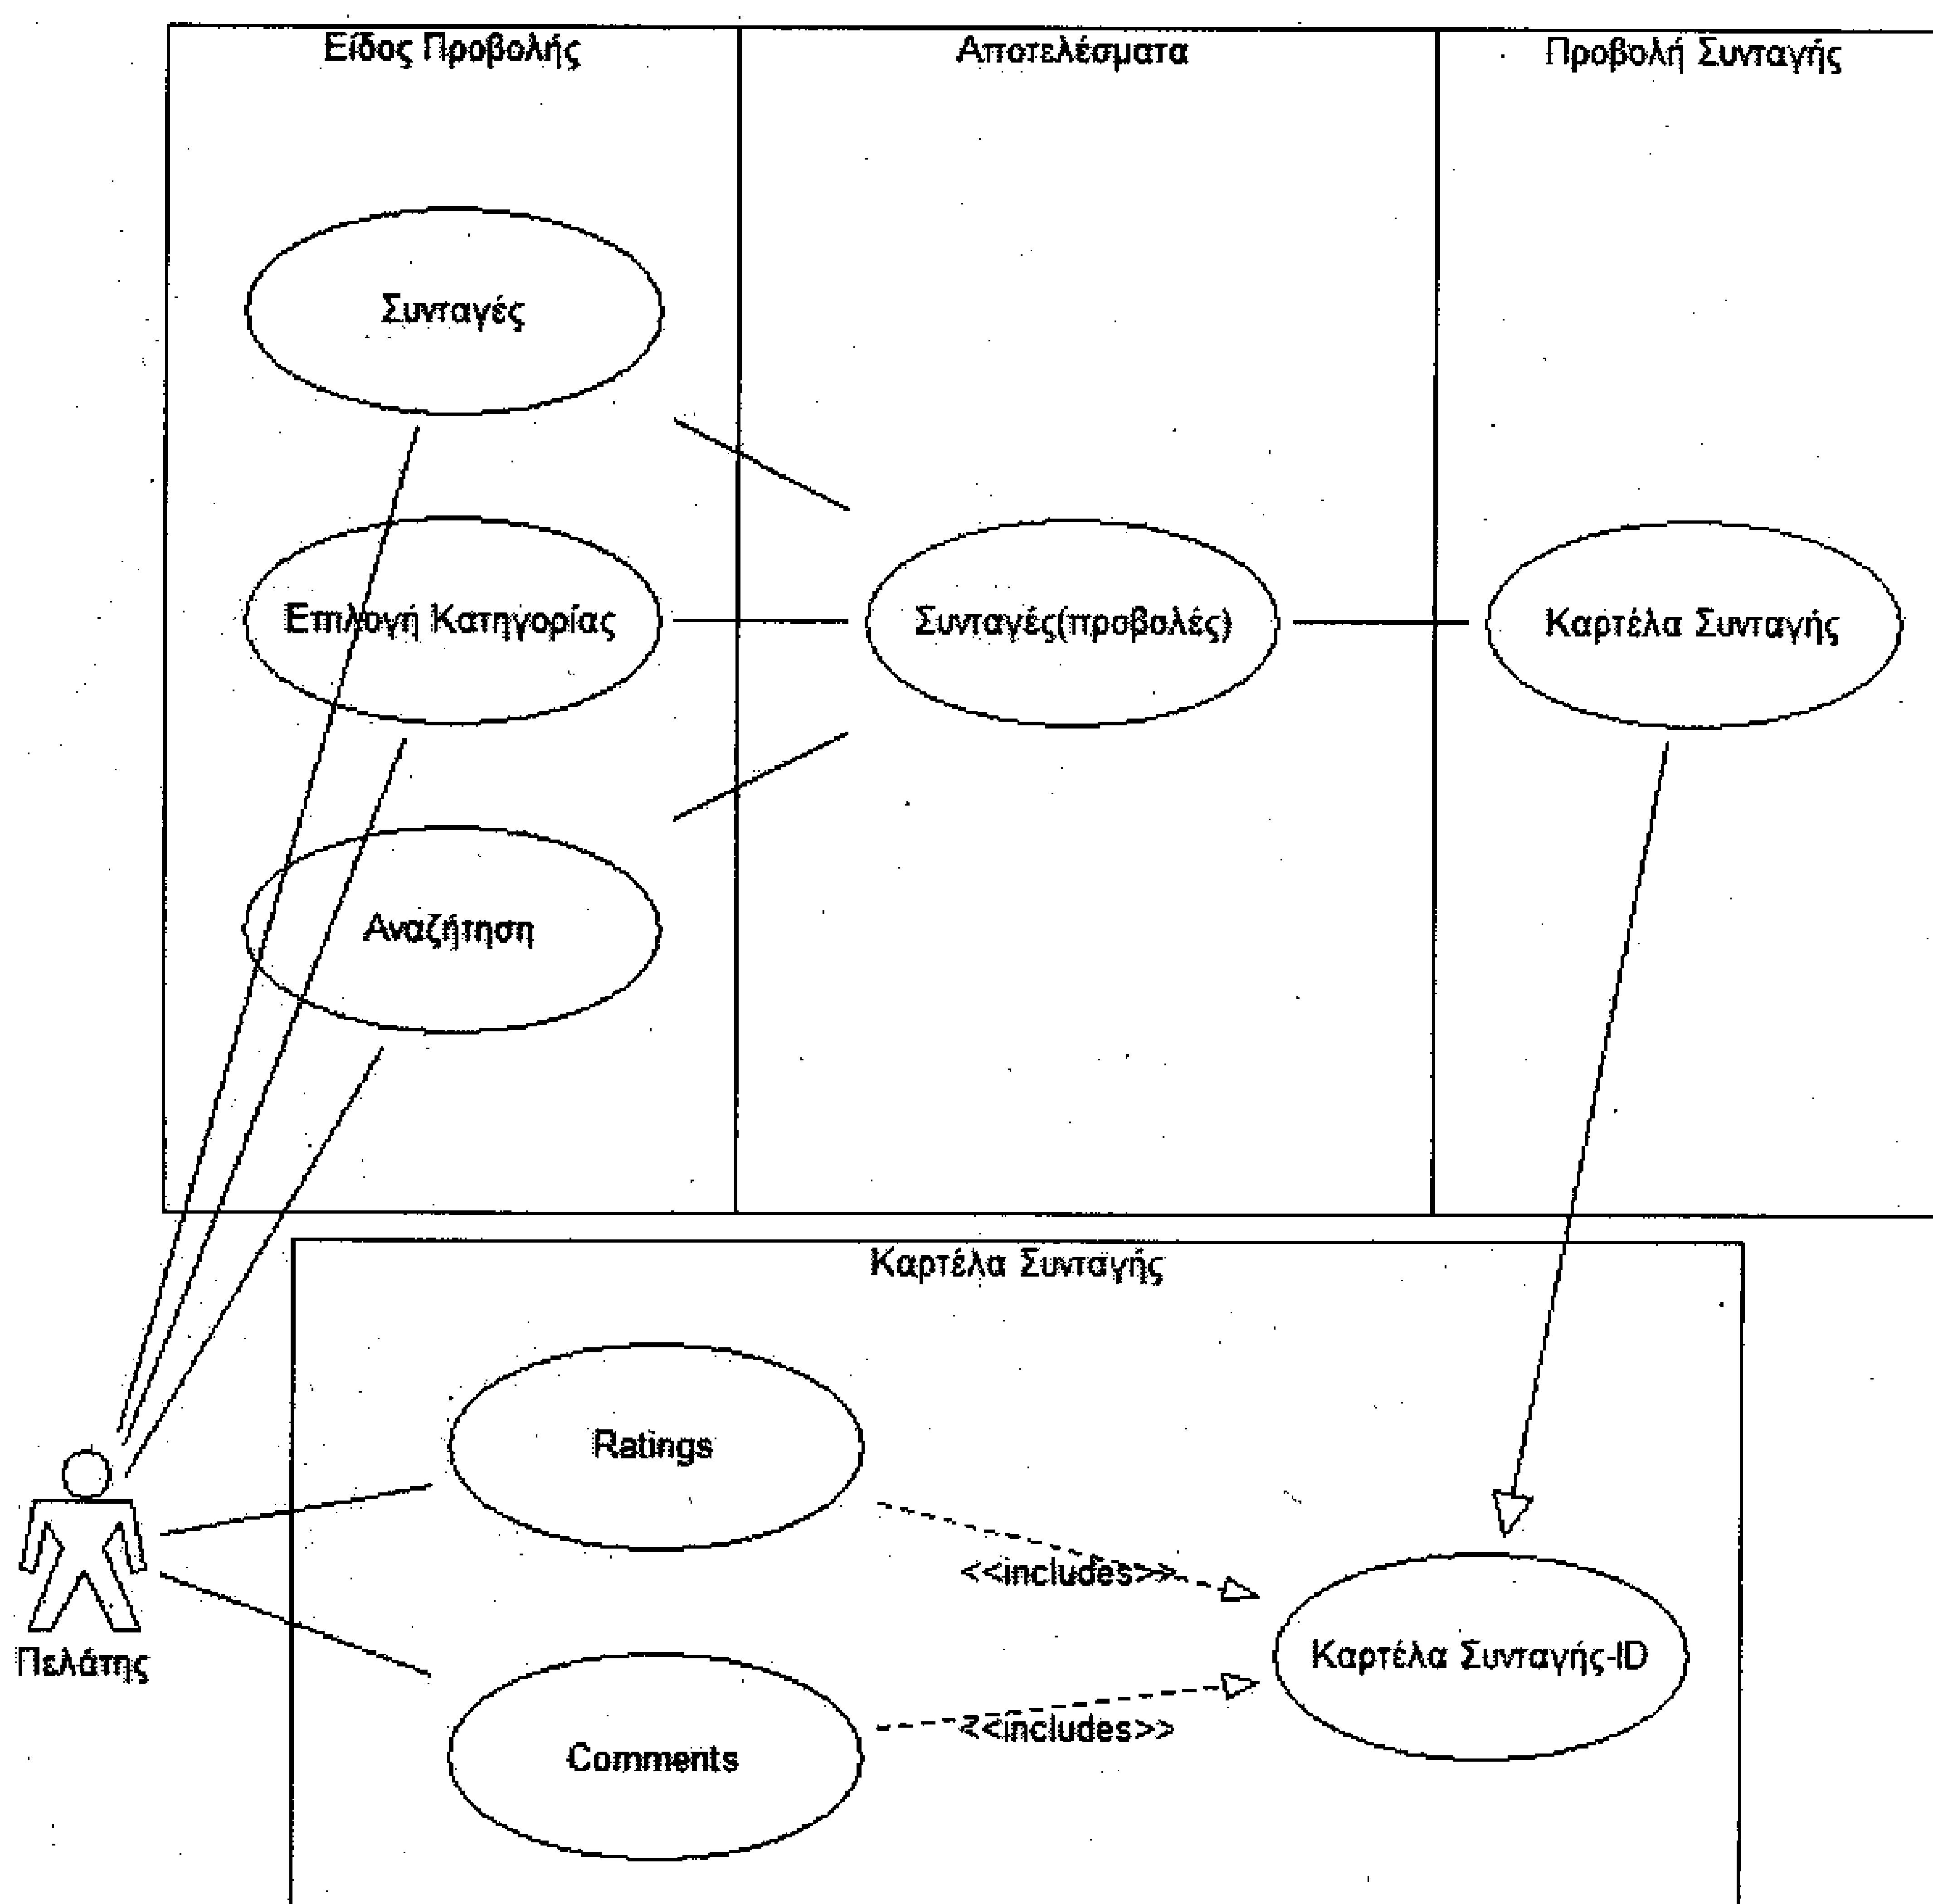 Είδος Προβολής
Αποτελέσματα
Προβολή Συνταγής
Συνταγές
Επιλογή Κατηγορίας
Συνταγές(προβολές)
Καρτέλα Συνταγής
Αναζήτηση
Καρτέλα Συνταγής
Ratings
<<includes>>
Πελάτης
Καρτέλα Συνταγής-ID
<<includes>>
Comments